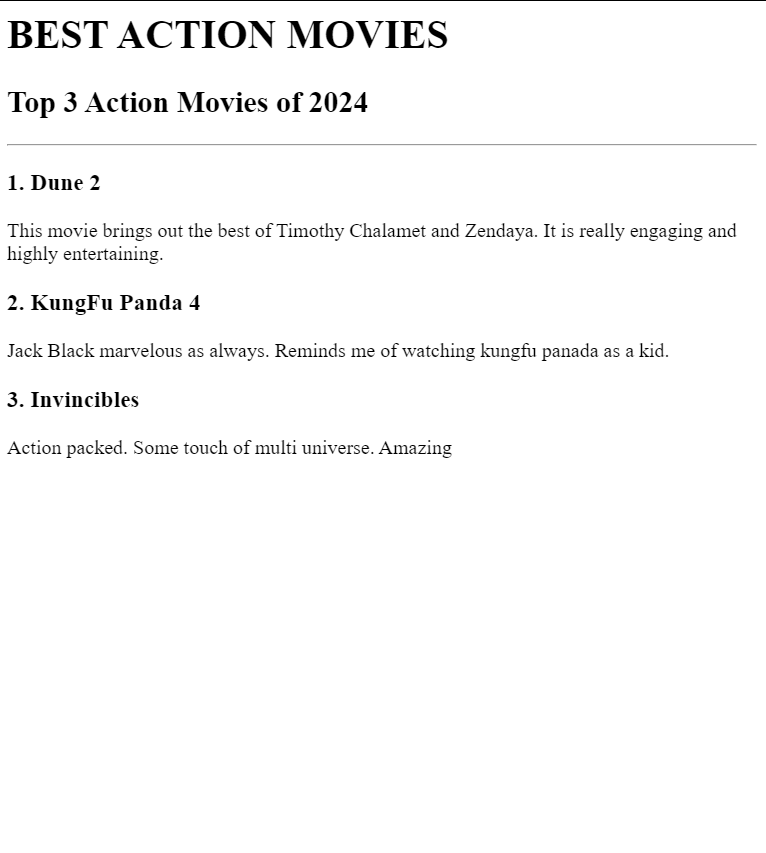 BEST ACTION MOVIES
Top 3 Action Movies of 2024
1. Dune 2
This movie brings out the best of Timothy Chalamet and Zendaya. It is really engaging and
highly entertaining.
2. KungFu Panda 4
Jack Black marvelous as always. Reminds me of watching kungfu panada as a kid.
3. Invincibles
Action packed. Some touch of multi universe. Amazing